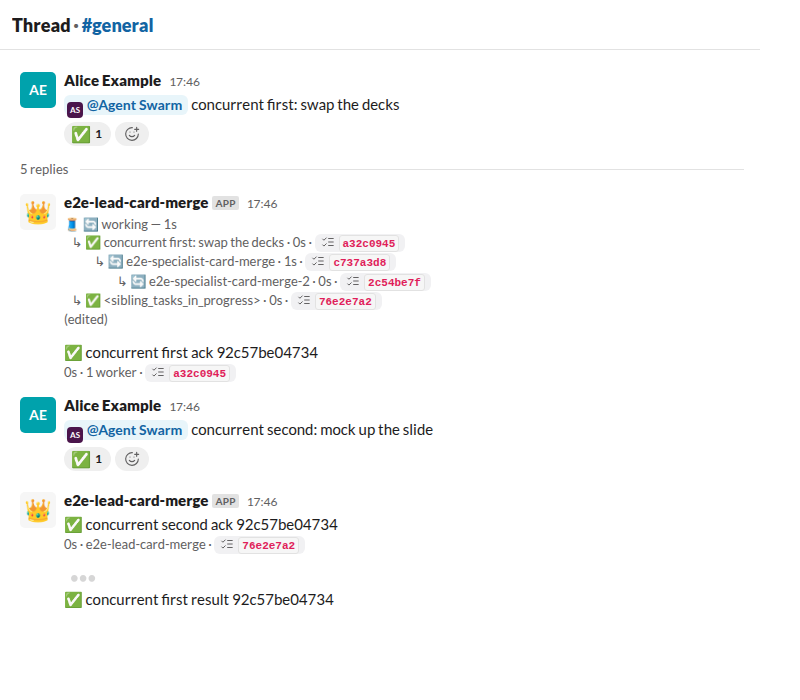 Thread · #general
AE
Alice Example 17:46
AS @Agent Swarm concurrent first: swap the decks
✅ 1
5 replies
e2e-lead-card-merge APP 17:46
🧵 🔄 working — 1s
↳ ✅ concurrent first: swap the decks · 0s · a32c0945
↳ 🔄 e2e-specialist-card-merge · 1s · c737a3d8
↳ 🔄 e2e-specialist-card-merge-2 · 0s · 2c54be7f
↳ ✅ <sibling_tasks_in_progress> · 0s · 76e2e7a2
(edited)
✅ concurrent first ack 92c57be04734
0s · 1 worker · a32c0945
AE
Alice Example 17:46
AS @Agent Swarm concurrent second: mock up the slide
✅ 1
e2e-lead-card-merge APP 17:46
✅ concurrent second ack 92c57be04734
0s · e2e-lead-card-merge · 76e2e7a2
✅ concurrent first result 92c57be04734